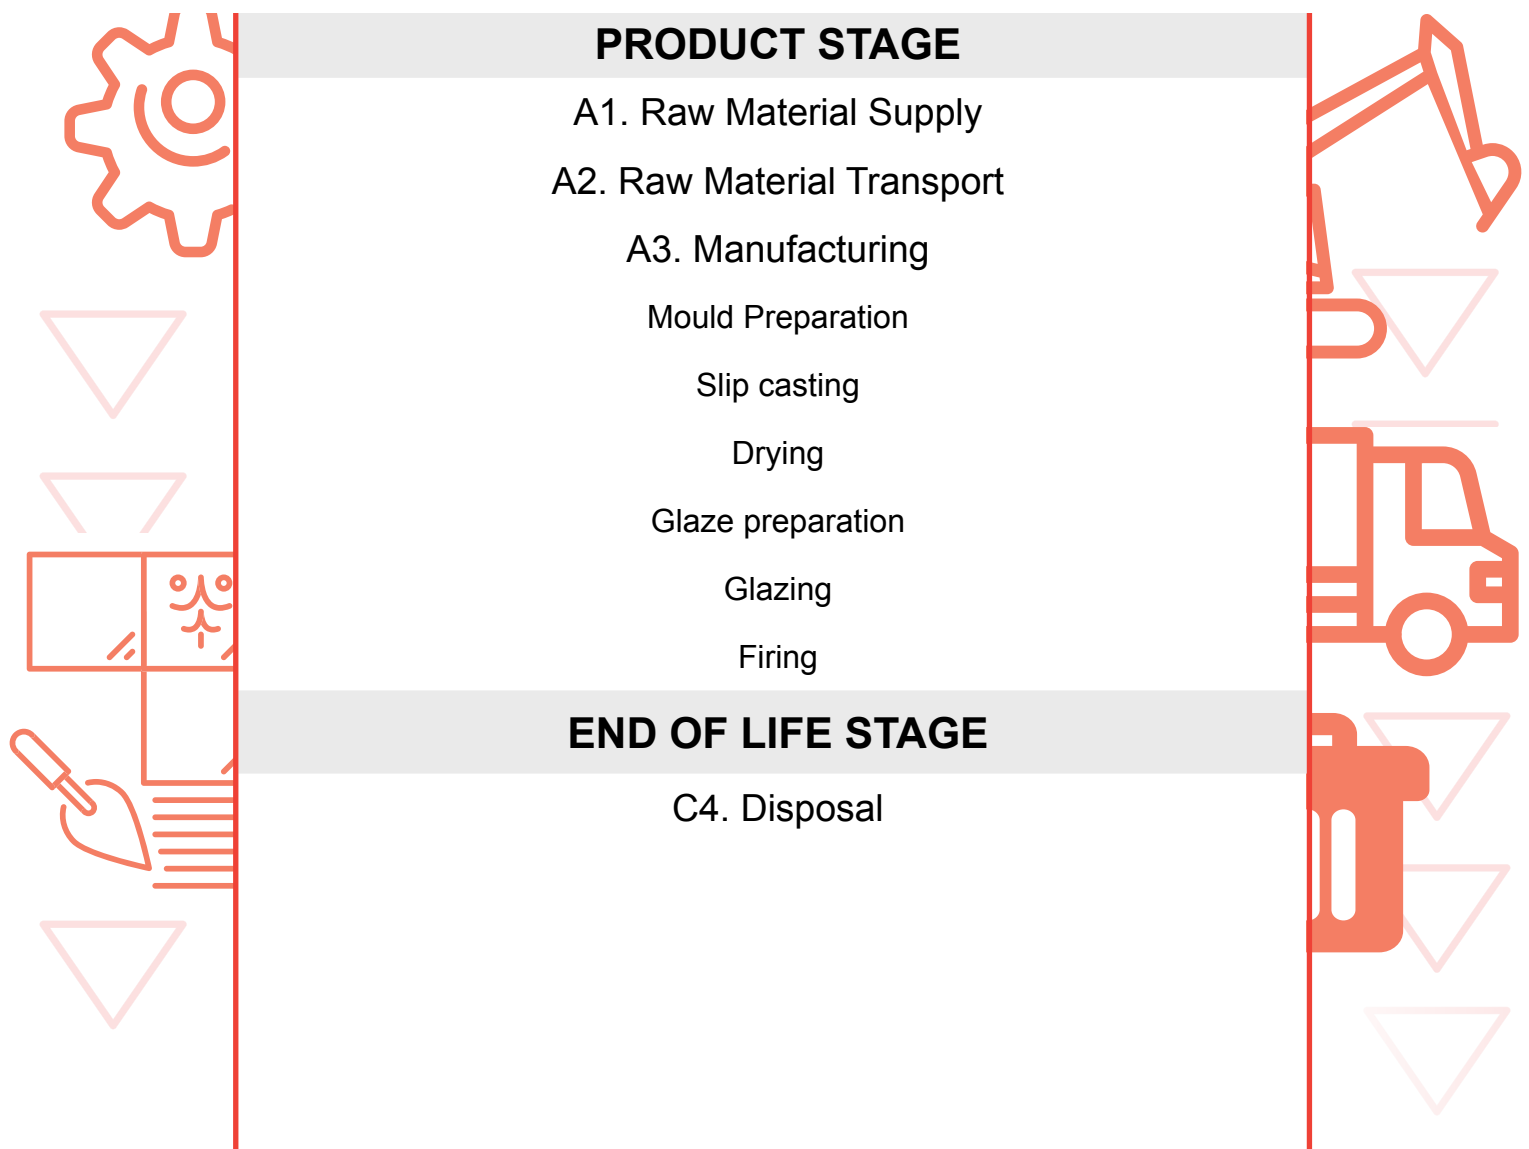 PRODUCT STAGE
A1. Raw Material Supply
A2. Raw Material Transport
A3. Manufacturing
Mould Preparation
Slip casting
Drying
Glaze preparation
Glazing
Firing
END OF LIFE STAGE
C4. Disposal